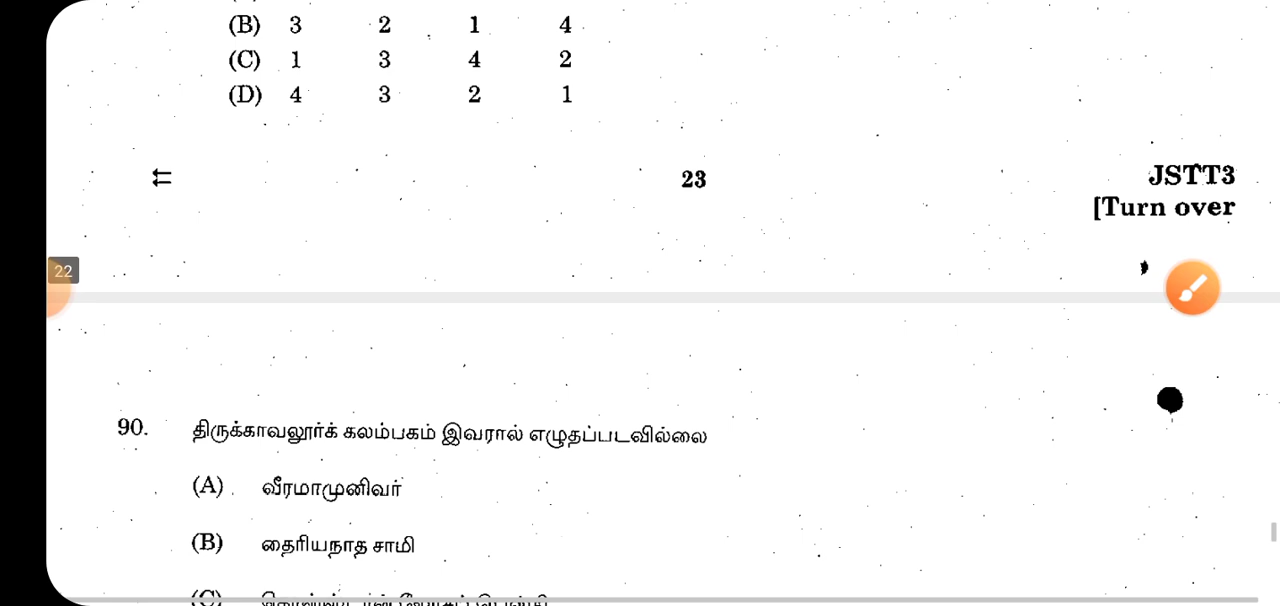 (B) 3 2 1 4
(C) 1 3 4 2
(D) 4 3 2 1
⇇ 23 JSTT3
[Turn over
22
90. திருக்காவலூர்க் கலம்பகம் இவரால் எழுதப்படவில்லை
(A) வீரமாமுனிவர்
(B) தைரியநாத சாமி
(C)